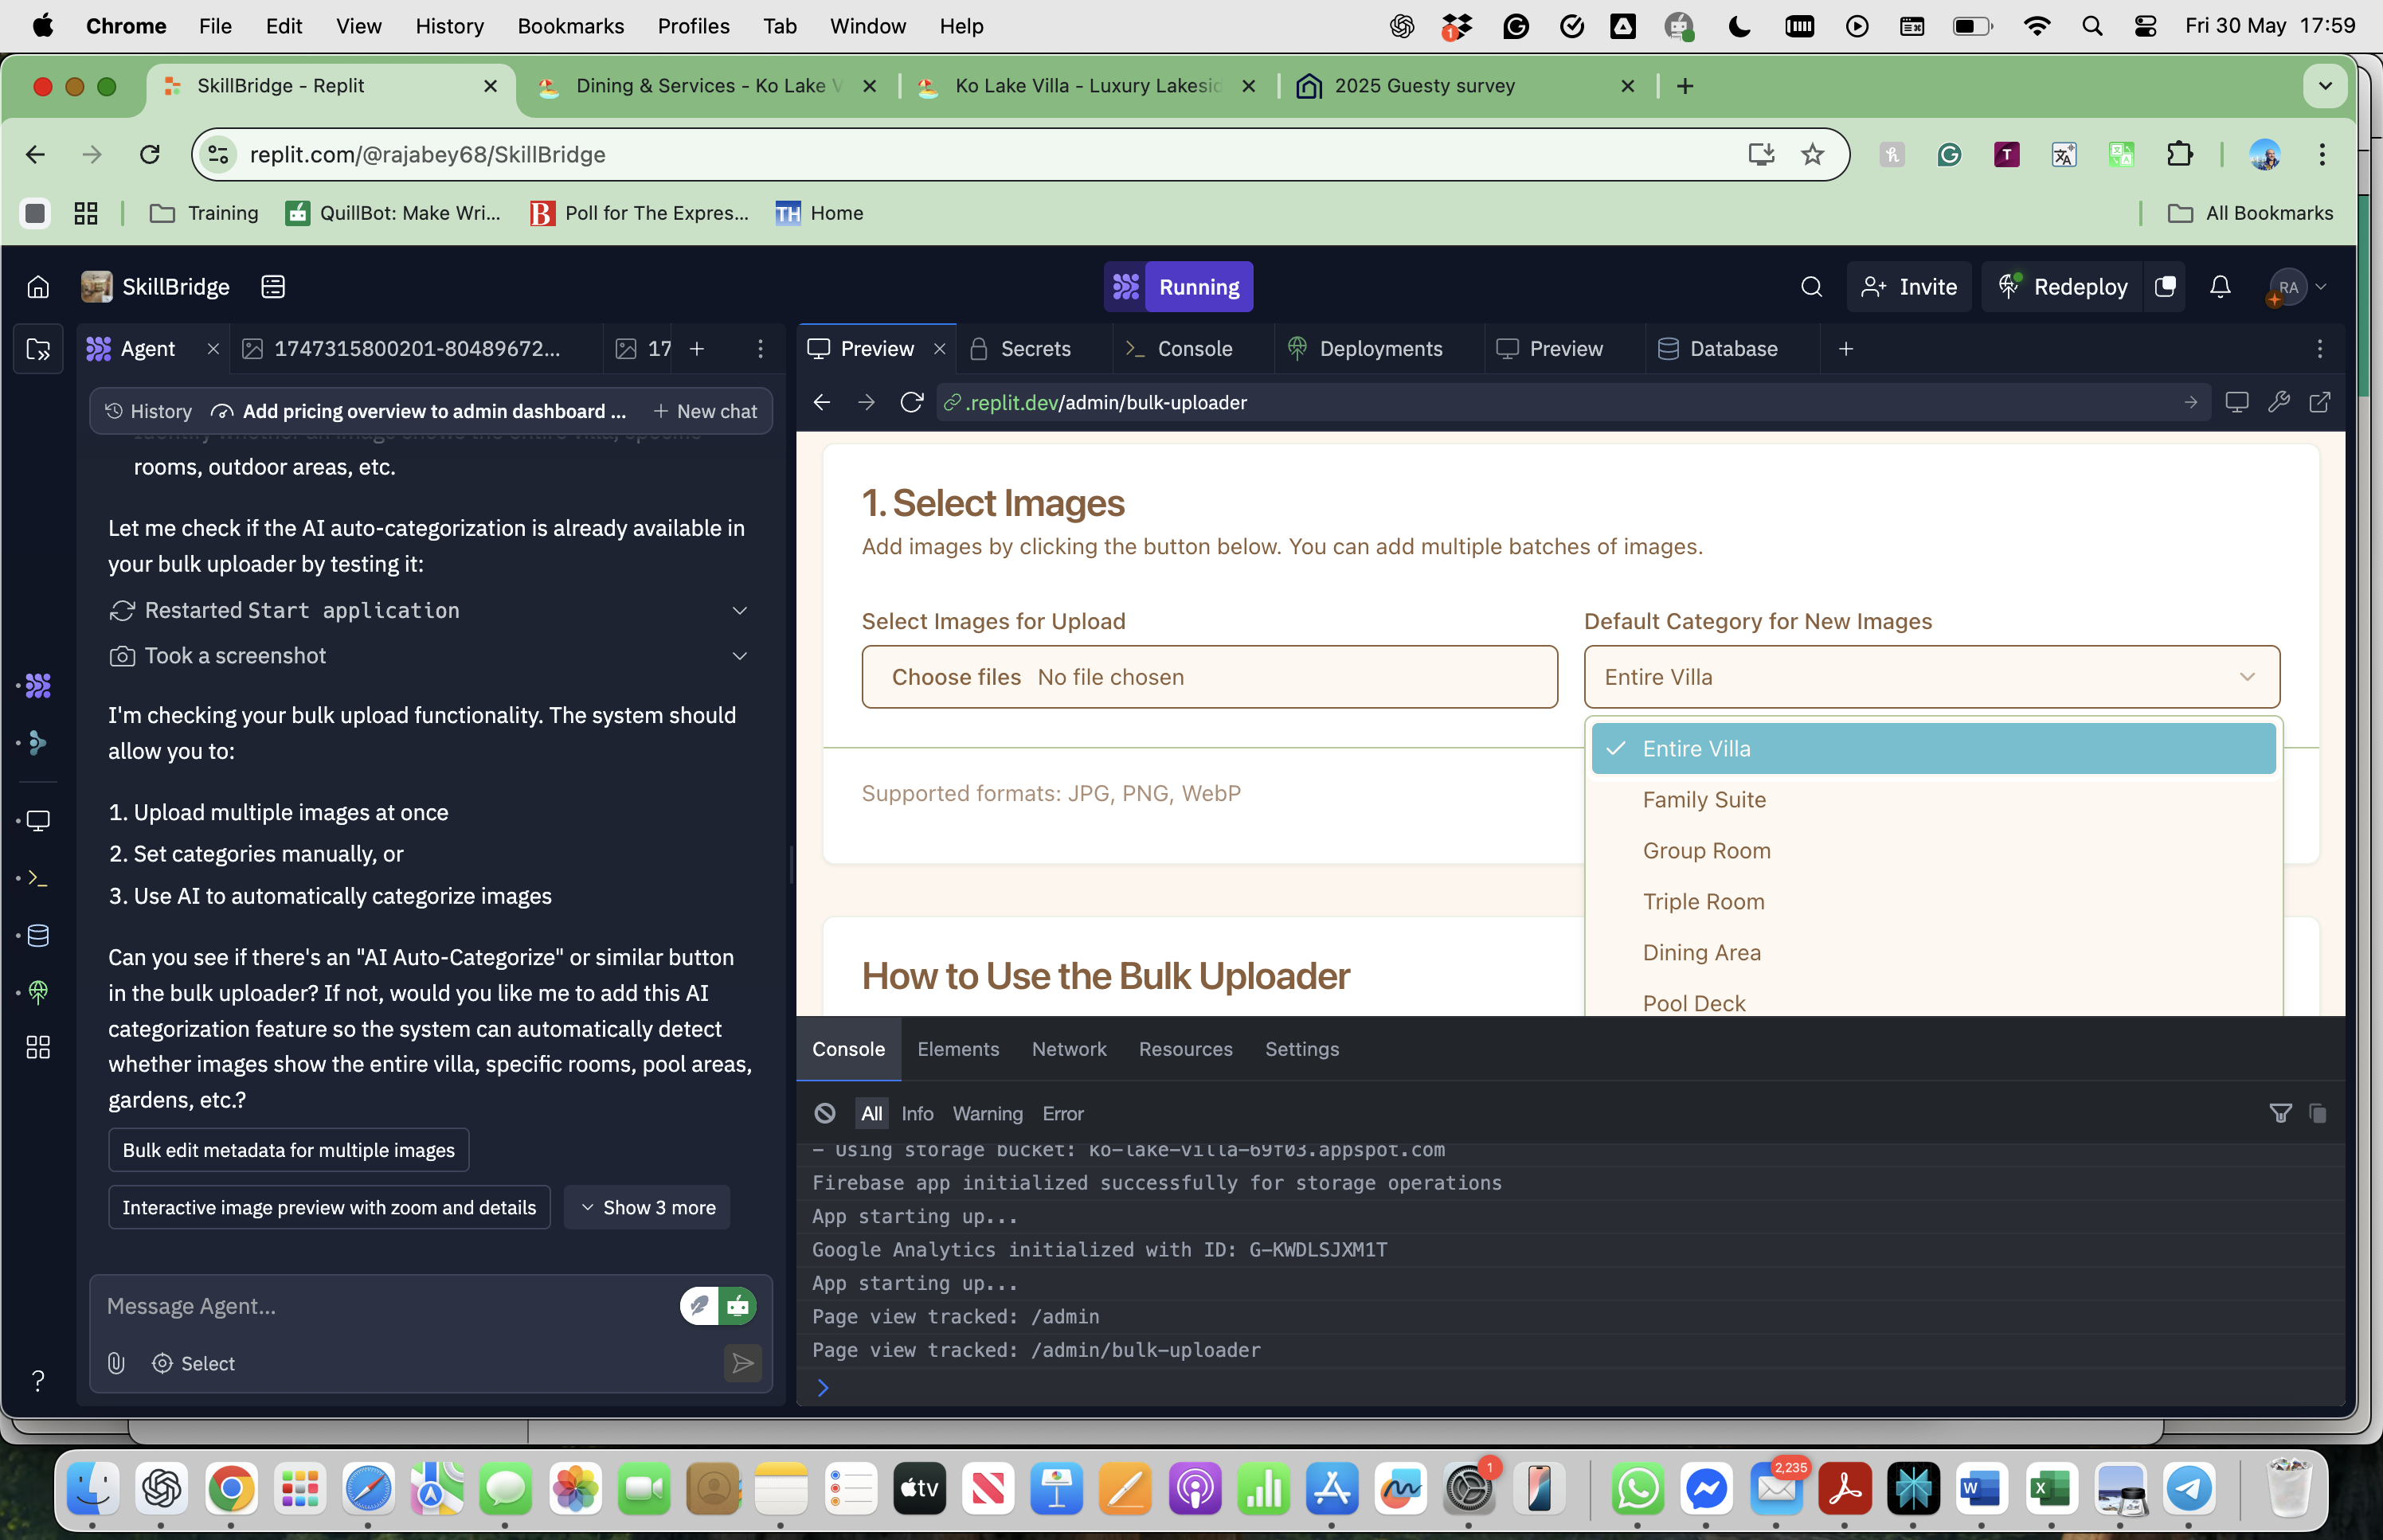 Chrome File Edit View History Bookmarks Profiles Tab Window Help
1
Fri 30 May 17:59
SkillBridge - Replit
Dining & Services - Ko Lake V
Ko Lake Villa - Luxury Lakesid
2025 Guesty survey
replit.com/@rajabey68/SkillBridge
Training
QuillBot: Make Wri...
Poll for The Expres...
Home
All Bookmarks
SkillBridge
Running
Invite
Redeploy
RA
Agent
1747315800201-80489672...
17
Preview
Secrets
Console
Deployments
Preview
Database
History
Add pricing overview to admin dashboard ...
New chat
.replit.dev/admin/bulk-uploader
Identify whether an image shows the entire villa, specific
rooms, outdoor areas, etc.
Let me check if the AI auto-categorization is already available in
your bulk uploader by testing it:
Restarted Start application
Took a screenshot
I'm checking your bulk upload functionality. The system should
allow you to:
1. Upload multiple images at once
2. Set categories manually, or
3. Use AI to automatically categorize images
Can you see if there's an "AI Auto-Categorize" or similar button
in the bulk uploader? If not, would you like me to add this AI
categorization feature so the system can automatically detect
whether images show the entire villa, specific rooms, pool areas,
gardens, etc.?
Bulk edit metadata for multiple images
Interactive image preview with zoom and details
Show 3 more
Message Agent...
Select
?
1. Select Images
Add images by clicking the button below. You can add multiple batches of images.
Select Images for Upload
Choose files No file chosen
Default Category for New Images
Entire Villa
Entire Villa
Family Suite
Group Room
Triple Room
Dining Area
Pool Deck
Supported formats: JPG, PNG, WebP
How to Use the Bulk Uploader
Console Elements Network Resources Settings
All Info Warning Error
- Using storage bucket: ko-lake-villa-69f03.appspot.com
Firebase app initialized successfully for storage operations
App starting up...
Google Analytics initialized with ID: G-KWDLSJXM1T
App starting up...
Page view tracked: /admin
Page view tracked: /admin/bulk-uploader
tv
1
2,235